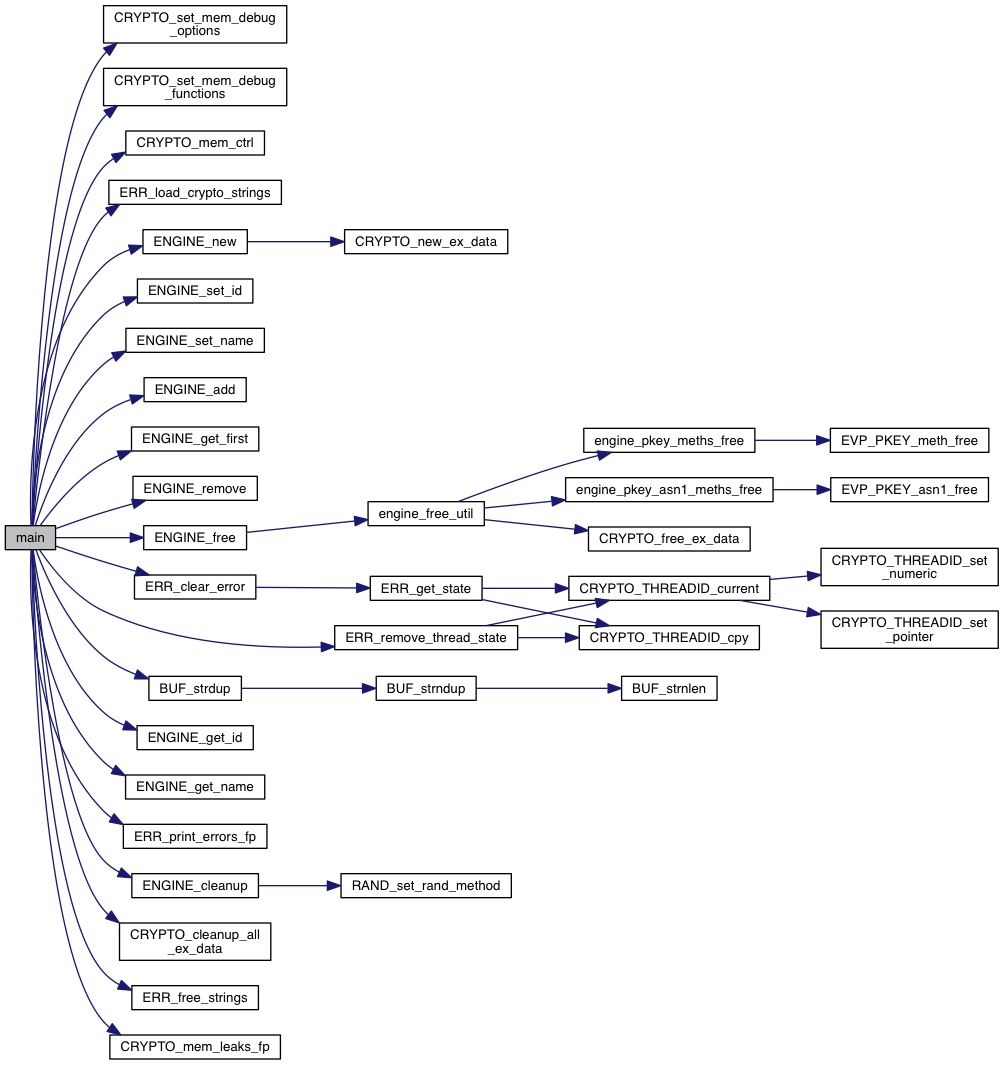 CRYPTO_set_mem_debug
_options
CRYPTO_set_mem_debug
_functions
CRYPTO_mem_ctrl
ERR_load_crypto_strings
ENGINE_new
CRYPTO_new_ex_data
ENGINE_set_id
ENGINE_set_name
ENGINE_add
ENGINE_get_first
engine_pkey_meths_free
EVP_PKEY_meth_free
ENGINE_remove
engine_pkey_asn1_meths_free
EVP_PKEY_asn1_free
main
ENGINE_free
engine_free_util
CRYPTO_free_ex_data
ERR_clear_error
ERR_get_state
CRYPTO_THREADID_current
CRYPTO_THREADID_set
_numeric
ERR_remove_thread_state
CRYPTO_THREADID_cpy
CRYPTO_THREADID_set
_pointer
BUF_strdup
BUF_strndup
BUF_strnlen
ENGINE_get_id
ENGINE_get_name
ERR_print_errors_fp
ENGINE_cleanup
RAND_set_rand_method
CRYPTO_cleanup_all
_ex_data
ERR_free_strings
CRYPTO_mem_leaks_fp